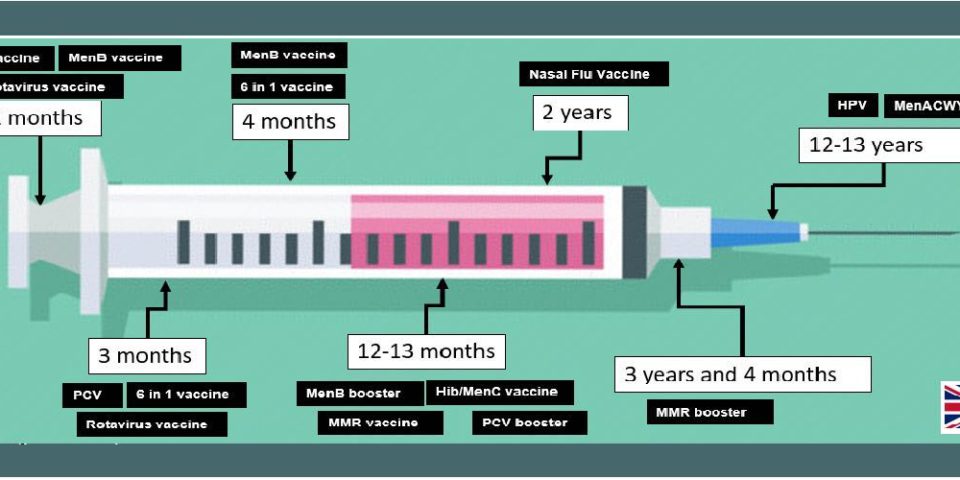 MenB vaccine
vaccine
months
MenB vaccine
6 in 1 vaccine
4 months
Nasal Flu Vaccine
2 years
HPV
MenACWY
12-13 years
3 months
PCV
6 in 1 vaccine
Rotavirus vaccine
12-13 months
MenB booster
Hib/MenC vaccine
MMR vaccine
PCV booster
3 years and 4 months
MMR booster